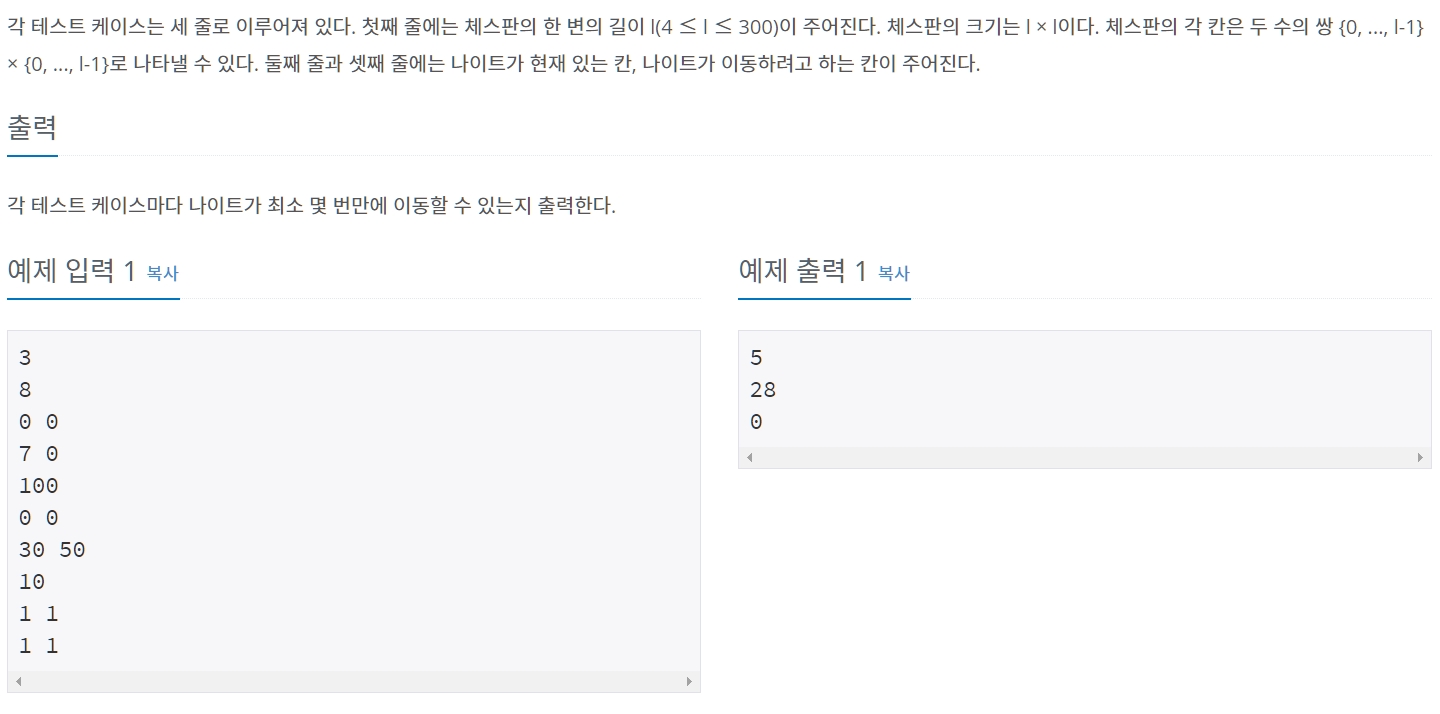 각 테스트 케이스는 세 줄로 이루어져 있다. 첫째 줄에는 체스판의 한 변의 길이 l(4 ≤ l ≤ 300)이 주어진다. 체스판의 크기는 l × l이다. 체스판의 각 칸은 두 수의 쌍 {0, ..., l-1}
× {0, ..., l-1}로 나타낼 수 있다. 둘째 줄과 셋째 줄에는 나이트가 현재 있는 칸, 나이트가 이동하려고 하는 칸이 주어진다.
출력
각 테스트 케이스마다 나이트가 최소 몇 번만에 이동할 수 있는지 출력한다.
예제 입력 1 복사
3
8
0 0
7 0
100
0 0
30 50
10
1 1
1 1
예제 출력 1 복사
5
28
0